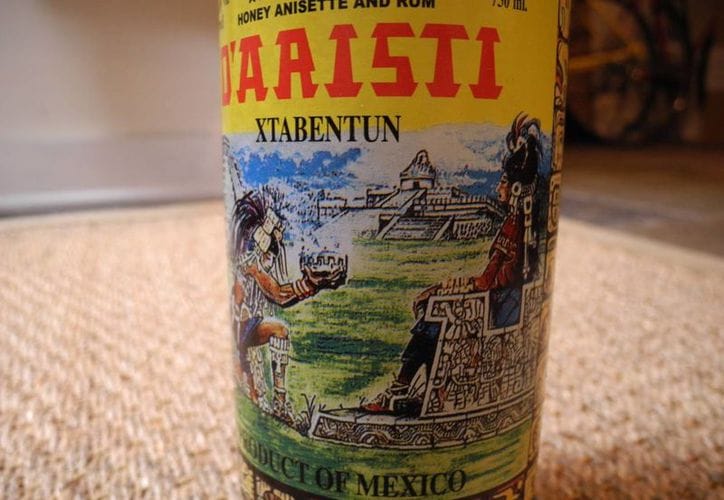 HONEY ANISETTE AND RUM
750 ml.
D'ARISTI
XTABENTUN
PRODUCT OF MEXICO